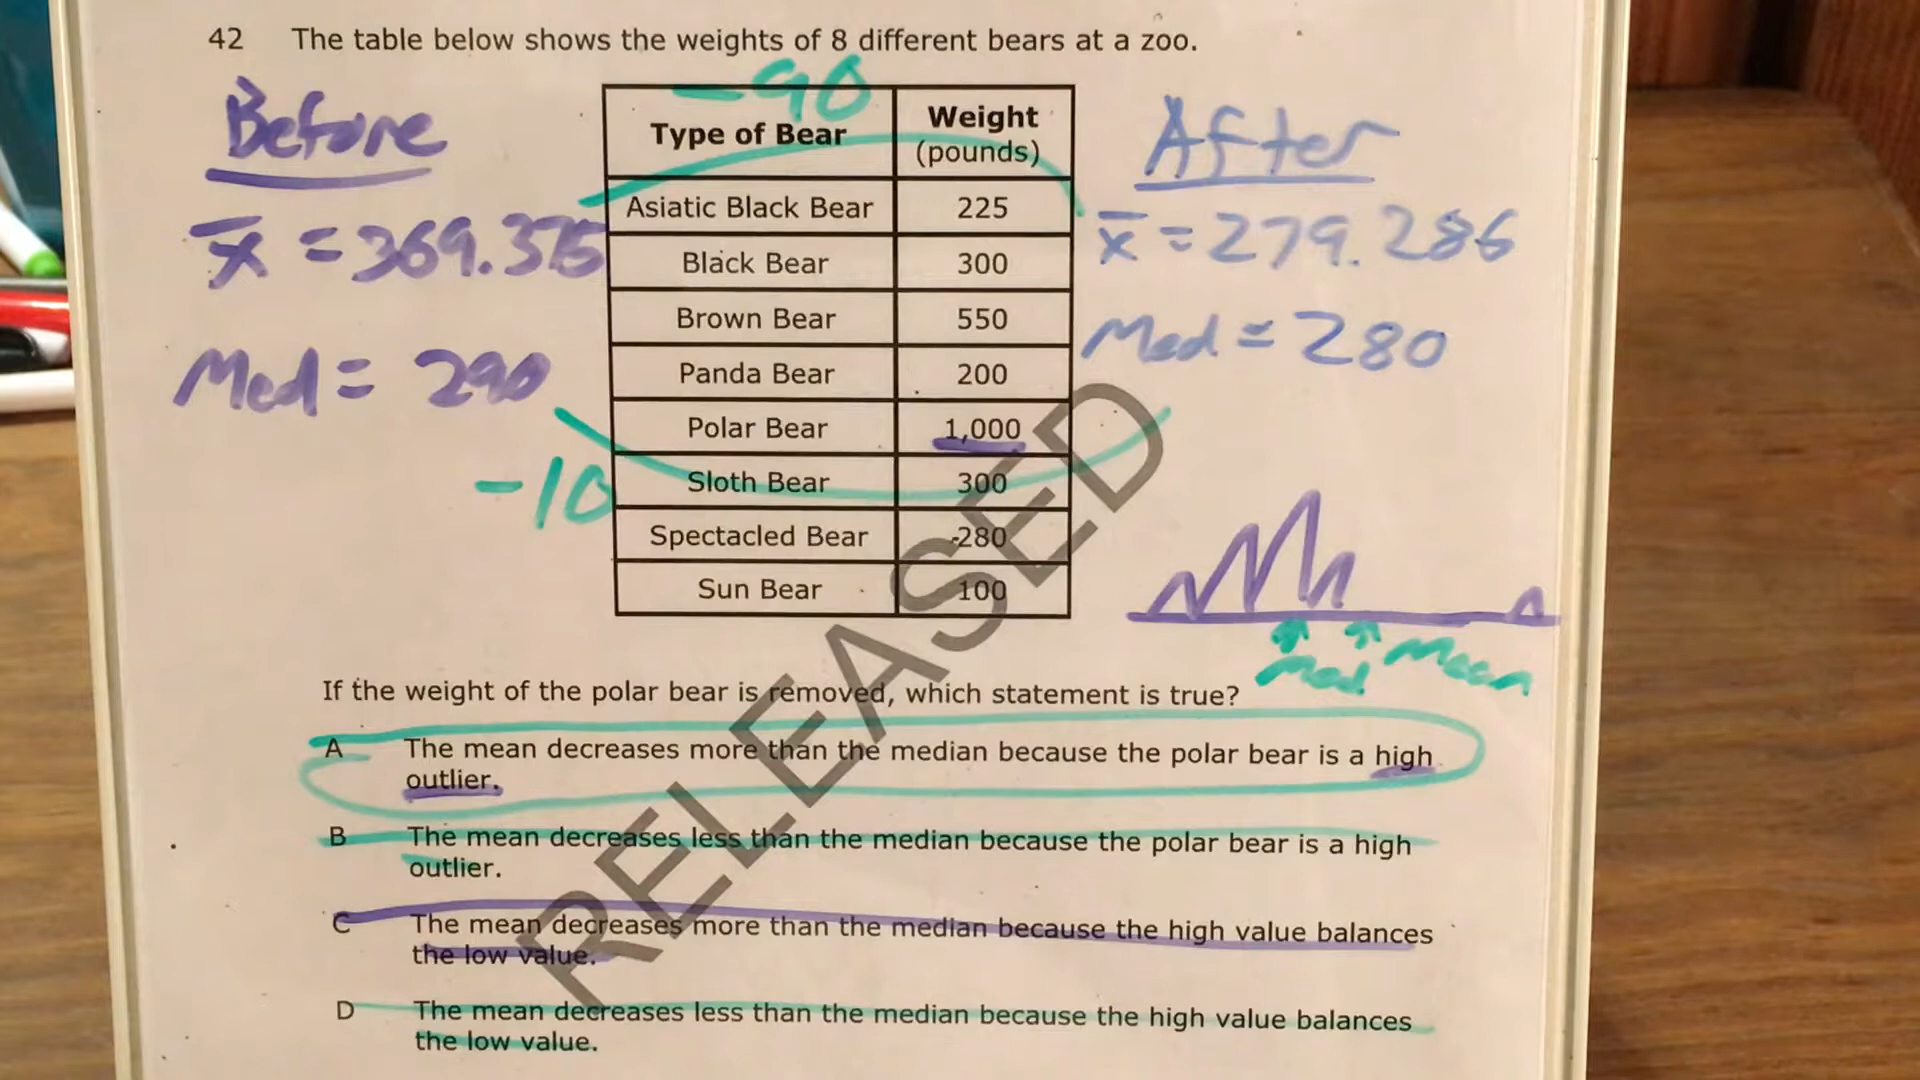 42 The table below shows the weights of 8 different bears at a zoo.
-90
Before
x̄ = 369.375
Med = 290
-10
Type of Bear Weight (pounds)
Asiatic Black Bear 225
Black Bear 300
Brown Bear 550
Panda Bear 200
Polar Bear 1,000
Sloth Bear 300
Spectacled Bear 280
Sun Bear 100
After
x̄ = 279.286
Med = 280
Med Mean
RELEASED
If the weight of the polar bear is removed, which statement is true?
A The mean decreases more than the median because the polar bear is a high
outlier.
B The mean decreases less than the median because the polar bear is a high
outlier.
C The mean decreases more than the median because the high value balances
the low value.
D The mean decreases less than the median because the high value balances
the low value.